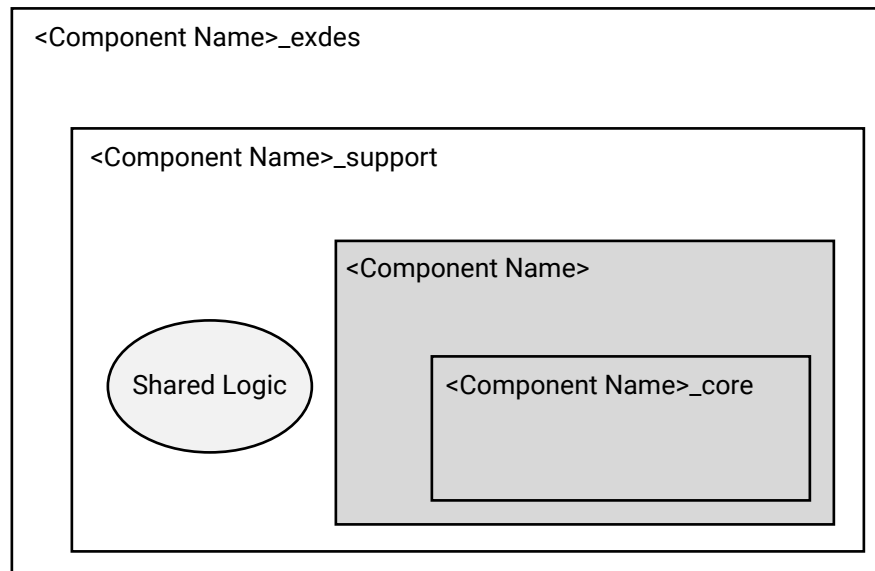 <Component Name>_exdes
<Component Name>_support
<Component Name>
Shared Logic
<Component Name>_core